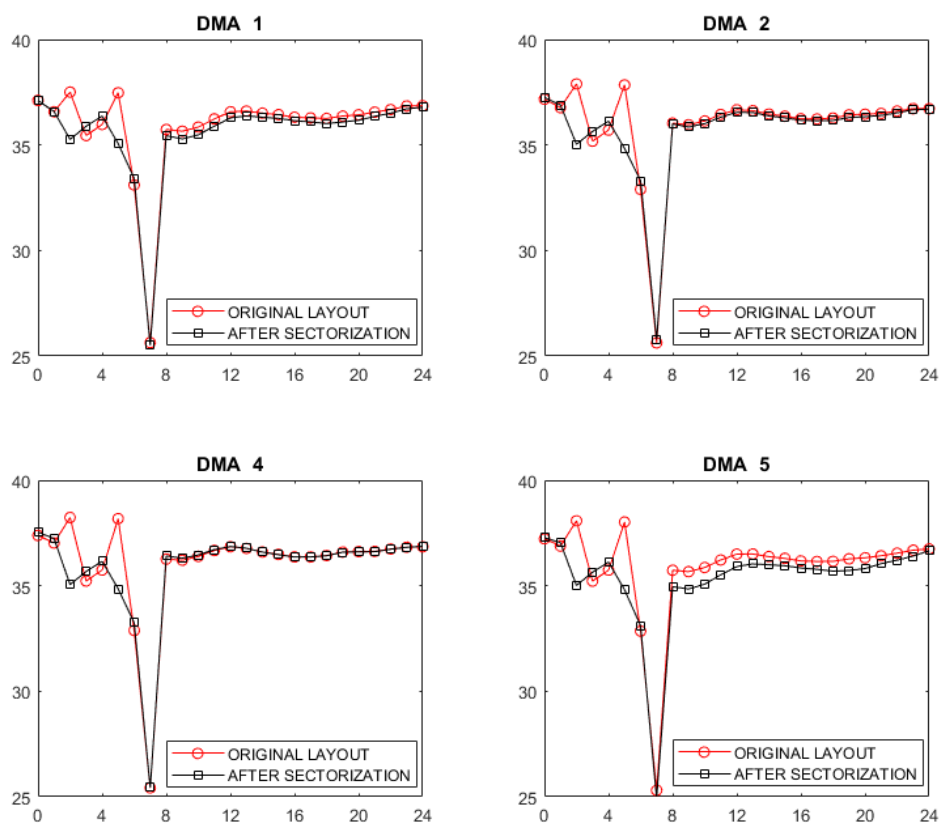 DMA 1
40
35
30
25
0 4 8 12 16 20 24
ORIGINAL LAYOUT
AFTER SECTORIZATION
DMA 2
40
35
30
25
0 4 8 12 16 20 24
ORIGINAL LAYOUT
AFTER SECTORIZATION
DMA 4
40
35
30
25
0 4 8 12 16 20 24
ORIGINAL LAYOUT
AFTER SECTORIZATION
DMA 5
40
35
30
25
0 4 8 12 16 20 24
ORIGINAL LAYOUT
AFTER SECTORIZATION